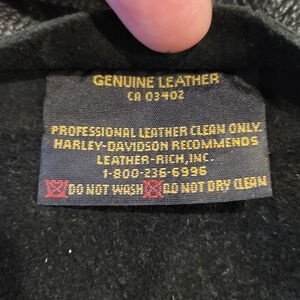 GENUINE LEATHER
CA 03402
PROFESSIONAL LEATHER CLEAN ONLY.
HARLEY-DAVIDSON RECOMMENDS
LEATHER-RICH, INC.
1-800-236-6996
DO NOT WASH DO NOT DRY CLEAN